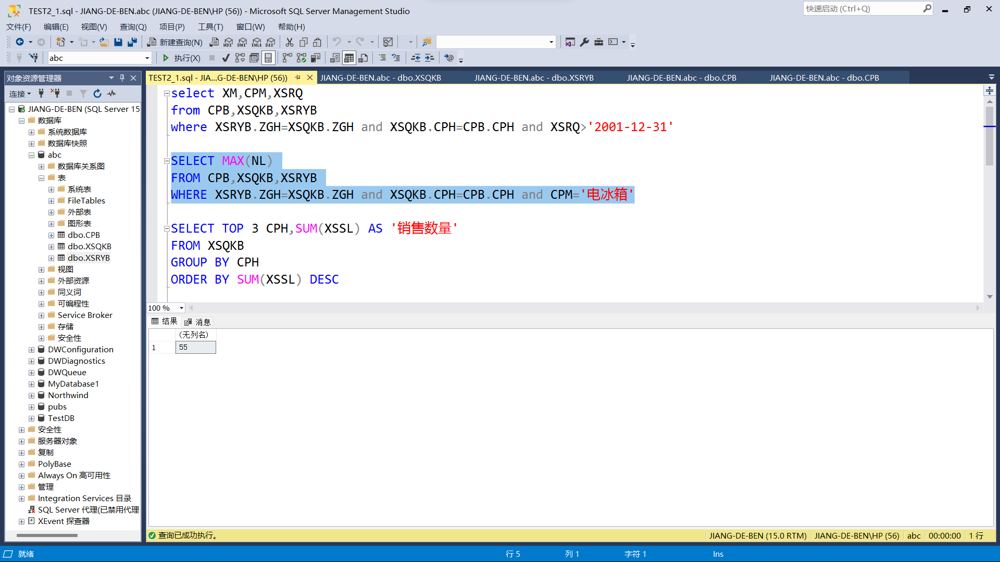 TEST2_1.sql - JIANG-DE-BEN.abc (JIANG-DE-BEN\HP (56)) - Microsoft SQL Server Management Studio
快速启动 (Ctrl+Q)
文件(F) 编辑(E) 视图(V) 查询(Q) 项目(P) 工具(T) 窗口(W) 帮助(H)
新建查询(N) MDX DMX XMLA DAX
abc 执行(X)
对象资源管理器
连接
JIANG-DE-BEN (SQL Server 15
数据库
系统数据库
数据库快照
abc
数据库关系图
表
系统表
FileTables
外部表
图形表
dbo.CPB
dbo.XSQKB
dbo.XSRYB
视图
外部资源
同义词
可编程性
Service Broker
存储
安全性
DWConfiguration
DWDiagnostics
DWQueue
MyDatabase1
Northwind
pubs
TestDB
安全性
服务器对象
复制
PolyBase
Always On 高可用性
管理
Integration Services 目录
SQL Server 代理(已禁用代理
XEvent 探查器
TEST2_1.sql - JIA...G-DE-BEN\HP (56)) JIANG-DE-BEN.abc - dbo.XSQKB JIANG-DE-BEN.abc - dbo.XSRYB JIANG-DE-BEN.abc - dbo.CPB JIANG-DE-BEN.abc - dbo.CPB
select XM,CPM,XSRQ
from CPB,XSQKB,XSRYB
where XSRYB.ZGH=XSQKB.ZGH and XSQKB.CPH=CPB.CPH and XSRQ>'2001-12-31'
SELECT MAX(NL)
FROM CPB,XSQKB,XSRYB
WHERE XSRYB.ZGH=XSQKB.ZGH and XSQKB.CPH=CPB.CPH and CPM='电冰箱'
SELECT TOP 3 CPH,SUM(XSSL) AS '销售数量'
FROM XSQKB
GROUP BY CPH
ORDER BY SUM(XSSL) DESC
100 %
结果 消息
(无列名)
1 55
查询已成功执行。 JIANG-DE-BEN (15.0 RTM) JIANG-DE-BEN\HP (56) abc 00:00:00 1 行
就绪 行 5 列 1 字符 1 Ins